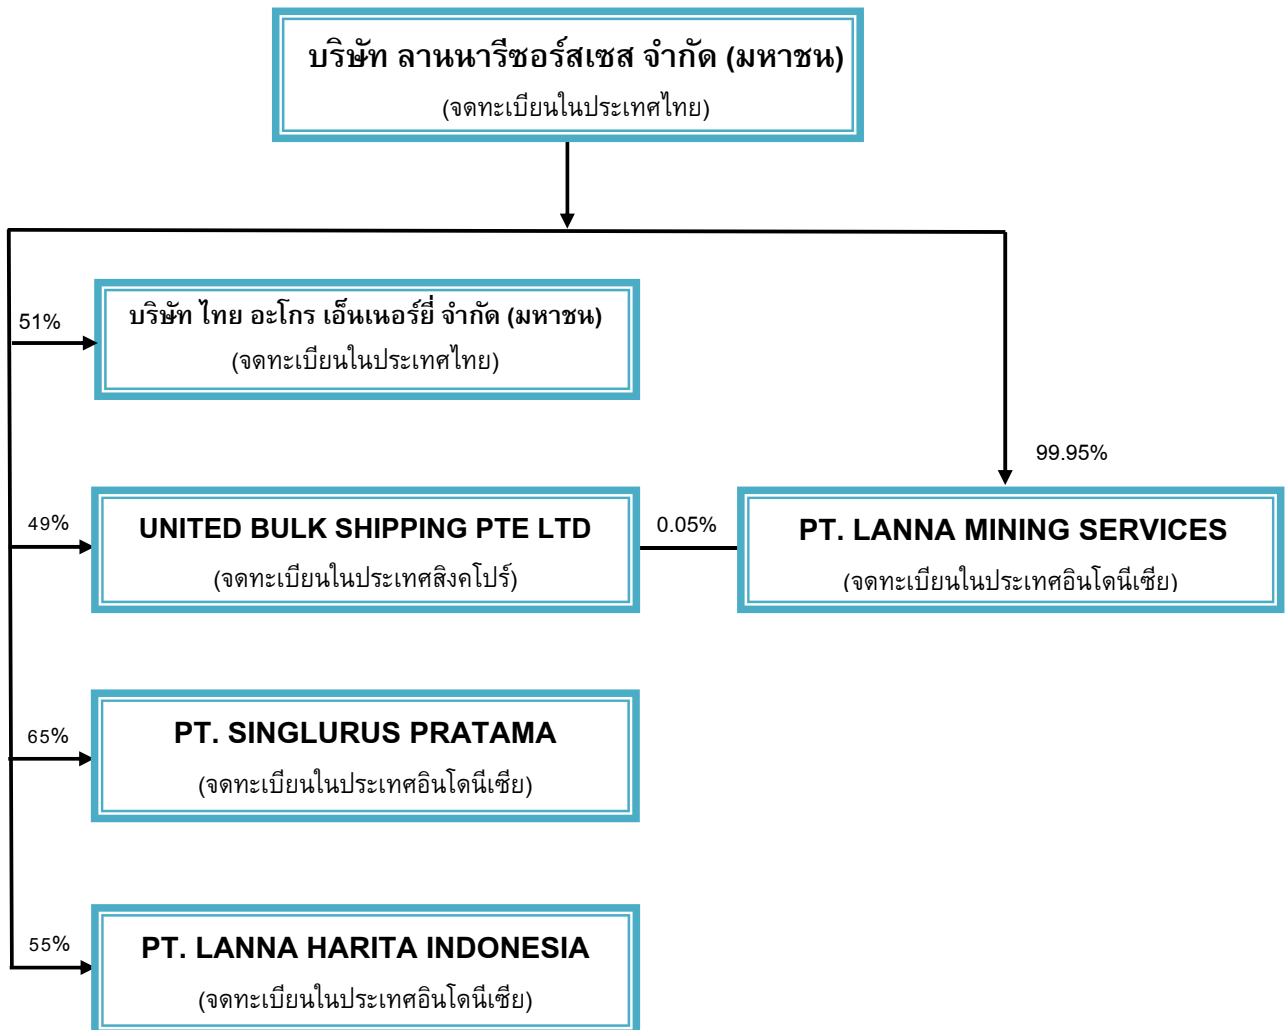 บริษัท ลานนารีซอร์สเซส จำกัด (มหาชน)
(จดทะเบียนในประเทศไทย)
51%
บริษัท ไทย อะโกร เอ็นเนอร์ยี่ จำกัด (มหาชน)
(จดทะเบียนในประเทศไทย)
99.95%
49%
UNITED BULK SHIPPING PTE LTD
(จดทะเบียนในประเทศสิงคโปร์)
0.05%
PT. LANNA MINING SERVICES
(จดทะเบียนในประเทศอินโดนีเซีย)
65%
PT. SINGLURUS PRATAMA
(จดทะเบียนในประเทศอินโดนีเซีย)
55%
PT. LANNA HARITA INDONESIA
(จดทะเบียนในประเทศอินโดนีเซีย)